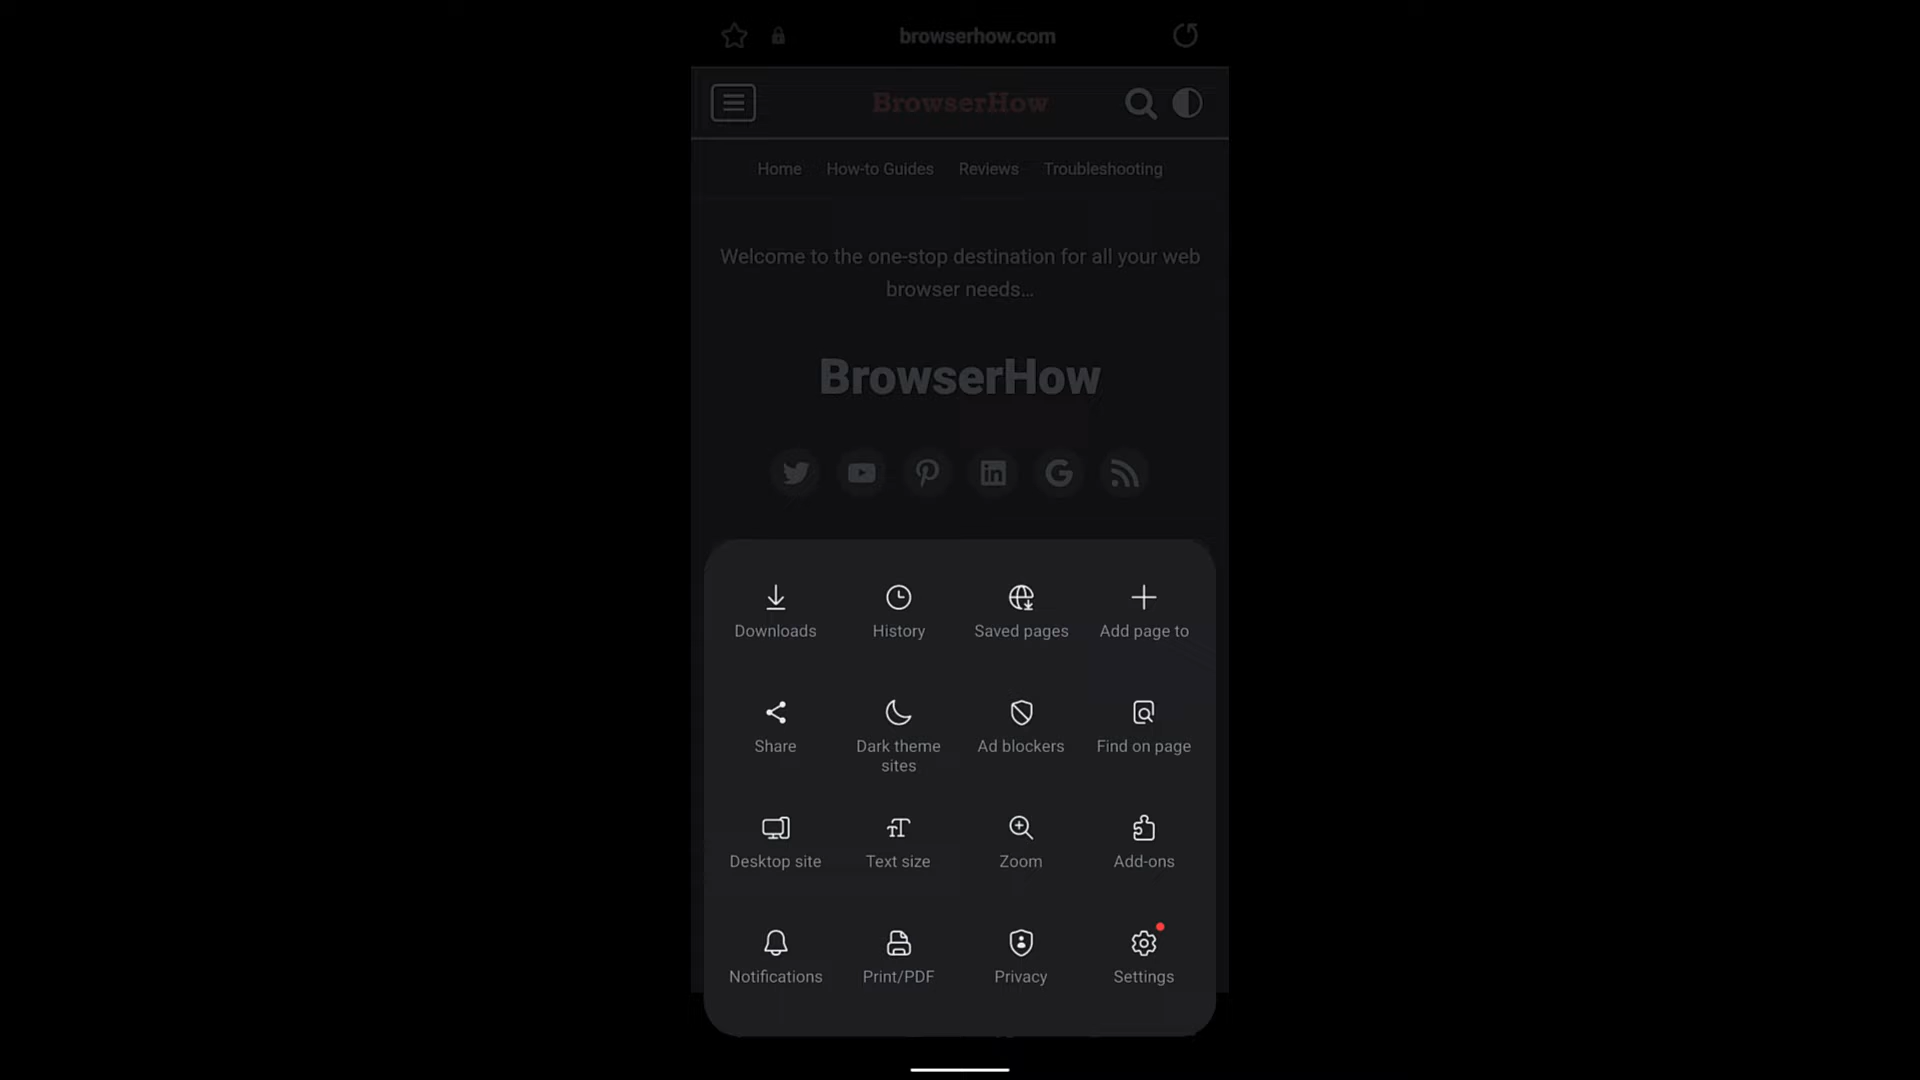 browserhow.com
BrowserHow
Home How-to Guides Reviews Troubleshooting
Welcome to the one-stop destination for all your web
browser needs...
BrowserHow
Downloads History Saved pages Add page to
Share Dark theme sites Ad blockers Find on page
Desktop site Text size Zoom Add-ons
Notifications Print/PDF Privacy Settings